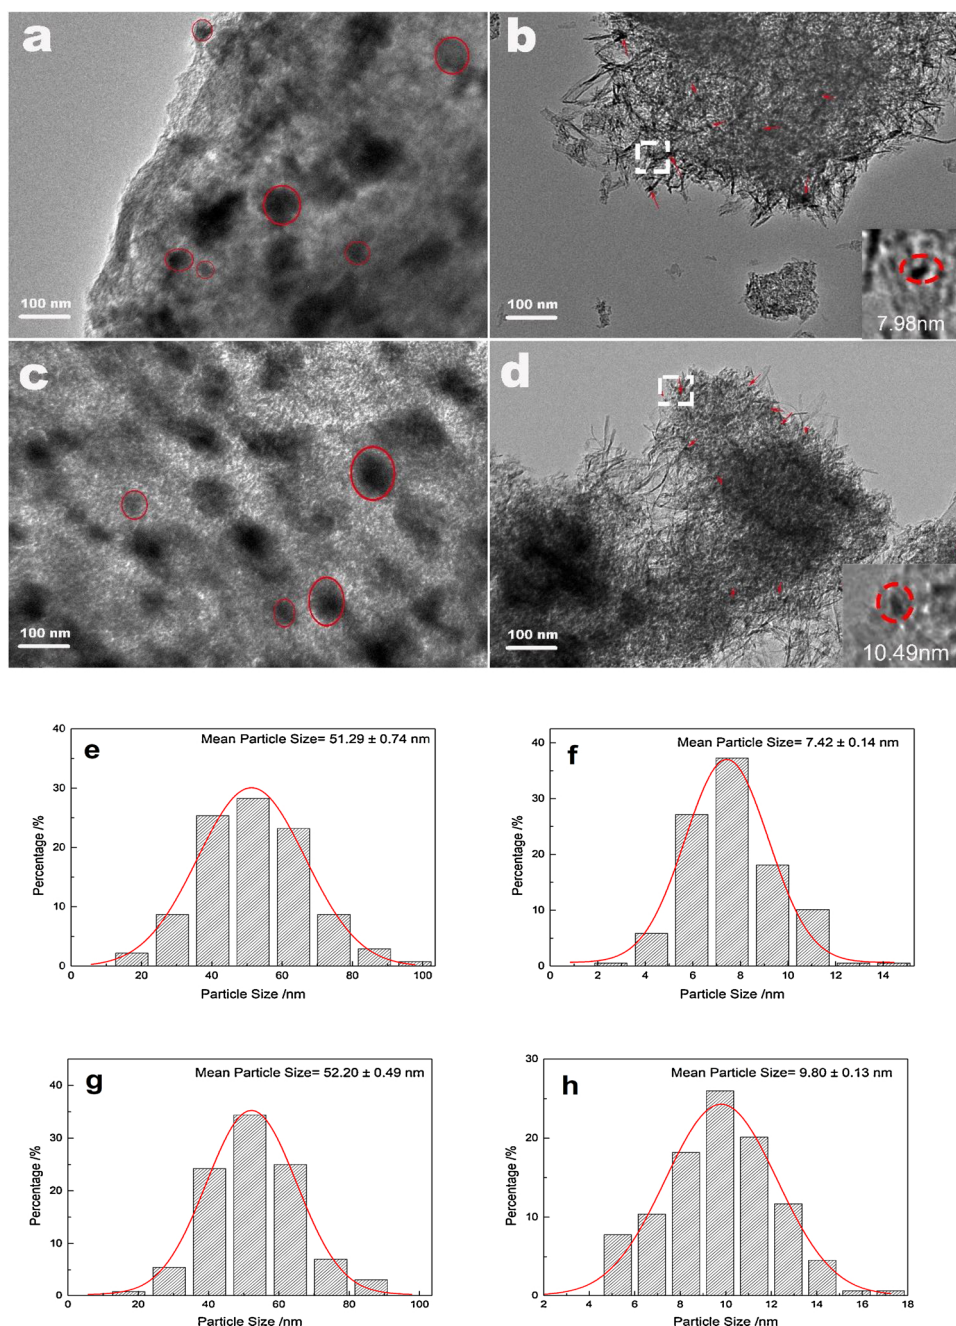 a
100 nm
b
100 nm
7.98nm
c
100 nm
d
100 nm
10.49nm
e
Mean Particle Size= 51.29 ± 0.74 nm
Percentage /%
40
30
20
10
0
0 20 40 60 80 100
Particle Size /nm
f
Mean Particle Size= 7.42 ± 0.14 nm
Percentage /%
40
30
20
10
0
0 2 4 6 8 10 12 14
Particle Size /nm
g
Mean Particle Size= 52.20 ± 0.49 nm
Percentage /%
40
30
20
10
0
0 20 40 60 80 100
Particle Size /nm
h
Mean Particle Size= 9.80 ± 0.13 nm
Percentage /%
30
20
10
0
2 4 6 8 10 12 14 16 18
Particle Size /nm